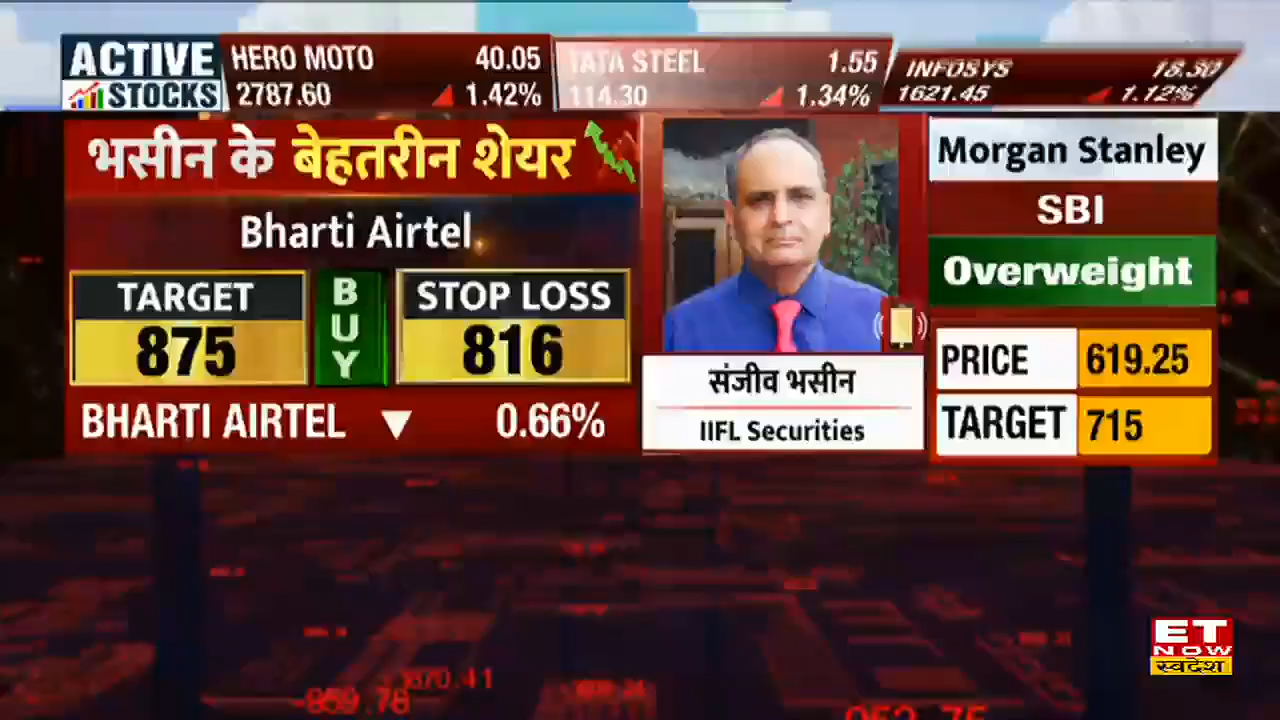 ACTIVE STOCKS
HERO MOTO 40.05
2787.60 1.42%
TATA STEEL 1.55
114.30 1.34%
INFOSYS 18.30
1621.45 1.12%
भसीन के बेहतरीन शेयर
Bharti Airtel
TARGET
875
BUY
STOP LOSS
816
BHARTI AIRTEL ▼ 0.66%
संजीव भसीन
IIFL Securities
Morgan Stanley
SBI
Overweight
PRICE 619.25
TARGET 715
ET
NOW
स्वदेश